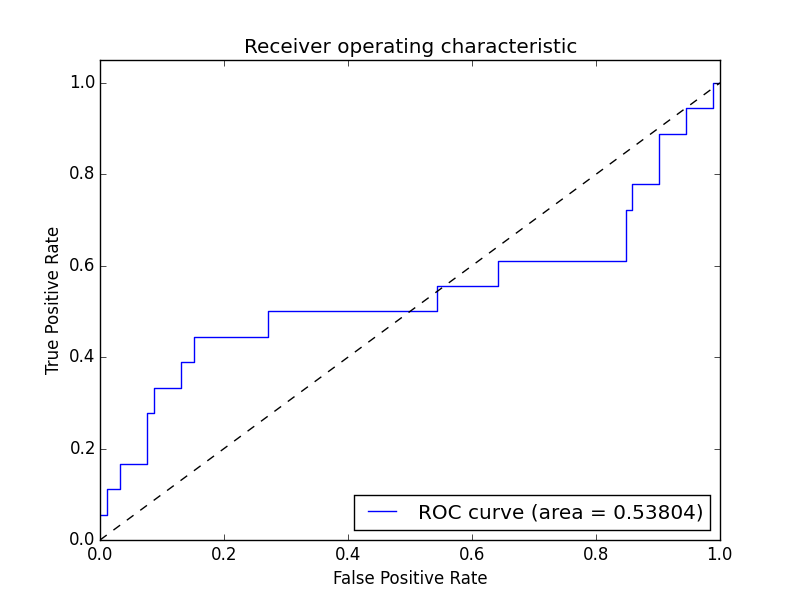 Receiver operating characteristic
True Positive Rate
1.0
0.8
0.6
0.4
0.2
0.0
ROC curve (area = 0.53804)
0.0 0.2 0.4 0.6 0.8 1.0
False Positive Rate